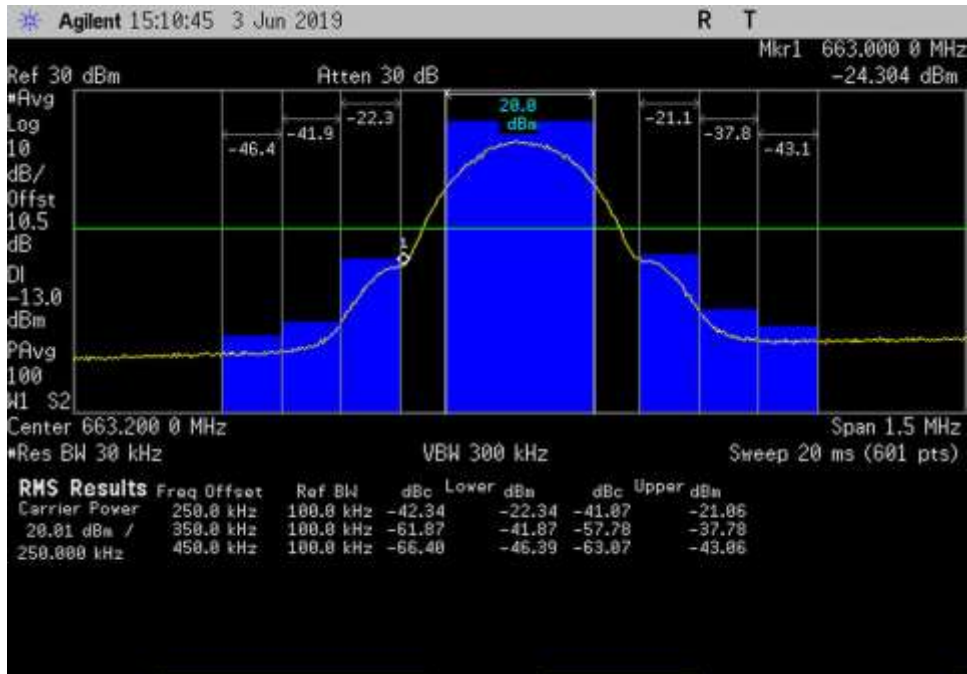 Agilent 15:10:45 3 Jun 2019 R T
Mkr1 663.000 0 MHz
Ref 30 dBm Atten 30 dB -24.304 dBm
#Avg
Log
10
dB/
Offst
10.5
dB
DI
-13.0
dBm
PAvg
100
W1 S2
-46.4 -41.9 -22.3 20.0 dBm -21.1 -37.8 -43.1
1
Center 663.200 0 MHz Span 1.5 MHz
#Res BW 30 kHz VBW 300 kHz Sweep 20 ms (601 pts)
RMS Results Freq Offset Ref BW dBc Lower dBm dBc Upper dBm
Carrier Power 250.0 kHz 100.0 kHz -42.34 -22.34 -41.07 -21.06
20.01 dBm / 350.0 kHz 100.0 kHz -61.87 -41.87 -57.78 -37.78
250.000 kHz 450.0 kHz 100.0 kHz -66.40 -46.39 -63.07 -43.06